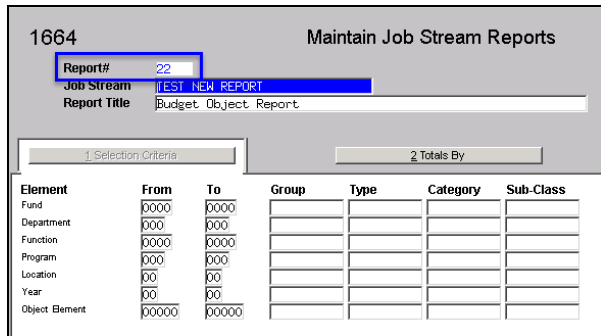 1664 Maintain Job Stream Reports
Report# 22
Job Stream TEST NEW REPORT
Report Title Budget Object Report
1 Selection Criteria 2 Totals By
Element From To Group Type Category Sub-Class
Fund 0000 0000
Department 000 000
Function 0000 0000
Program 000 000
Location 00 00
Year 00 00
Object Element 00000 00000